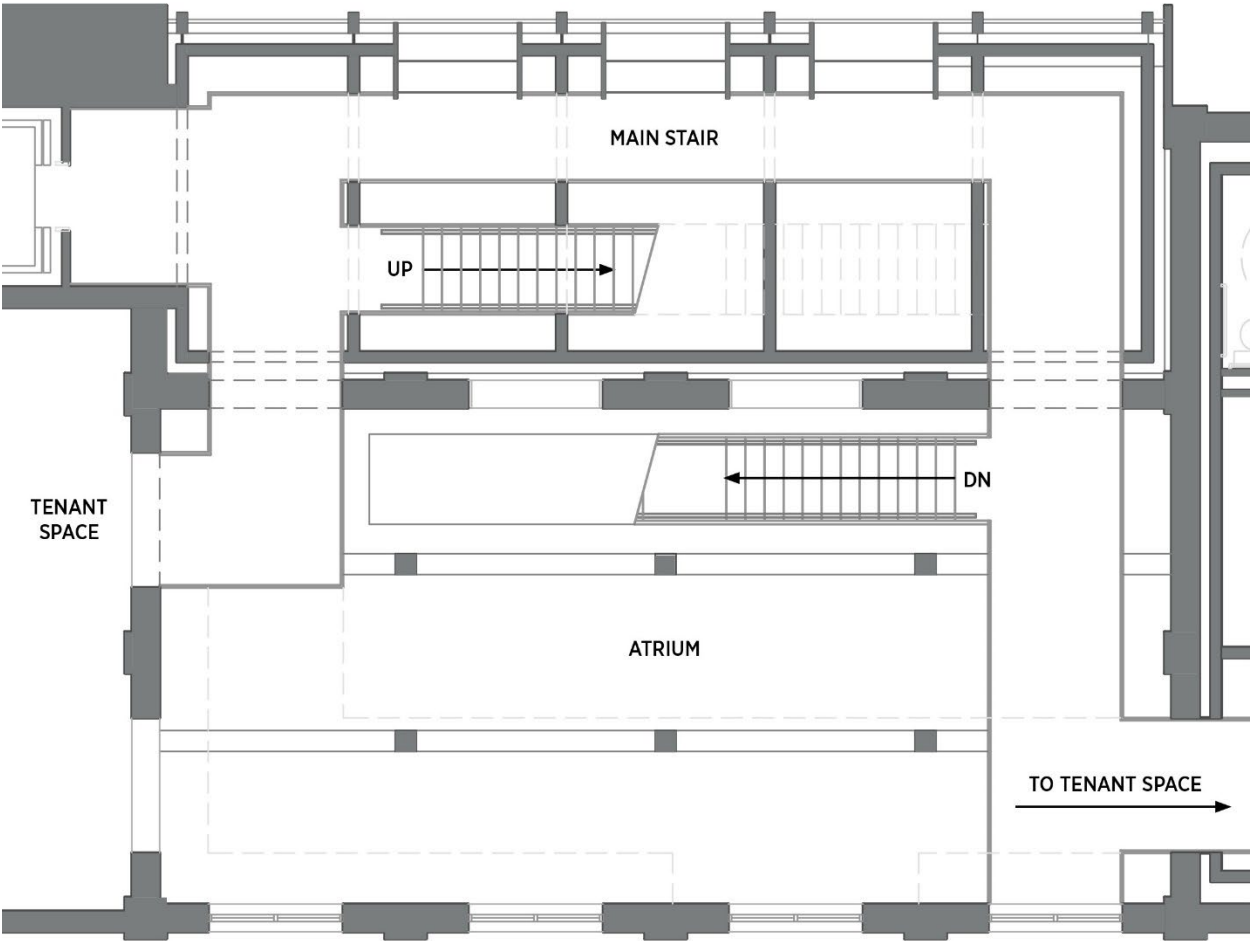 MAIN STAIR
UP
DN
TENANT
SPACE
ATRIUM
TO TENANT SPACE